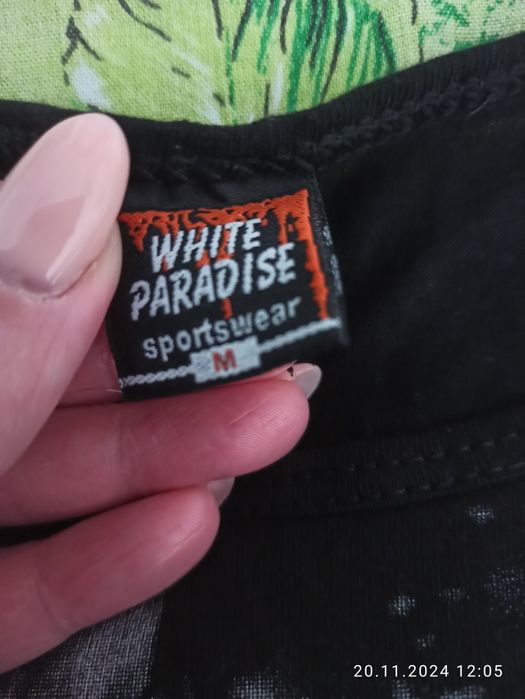 WHITE
PARADISE
sportswear
M
20.11.2024 12:05